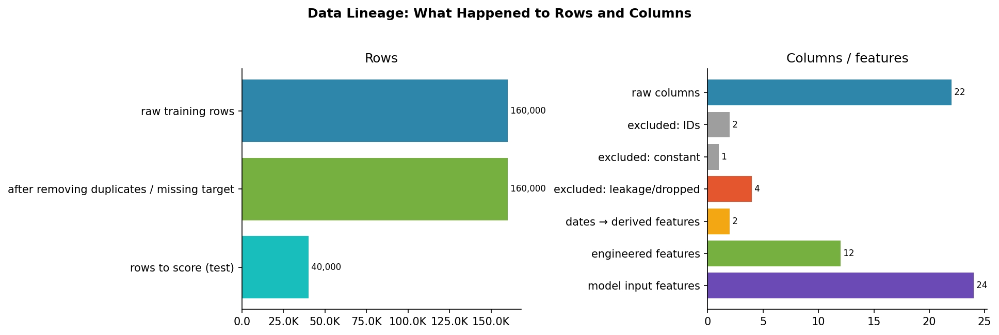 Data Lineage: What Happened to Rows and Columns
Rows
raw training rows
160,000
after removing duplicates / missing target
160,000
rows to score (test)
40,000
0.0 25.0K 50.0K 75.0K 100.0K 125.0K 150.0K
Columns / features
raw columns
22
excluded: IDs
2
excluded: constant
1
excluded: leakage/dropped
4
dates → derived features
2
engineered features
12
model input features
24
0 5 10 15 20 25